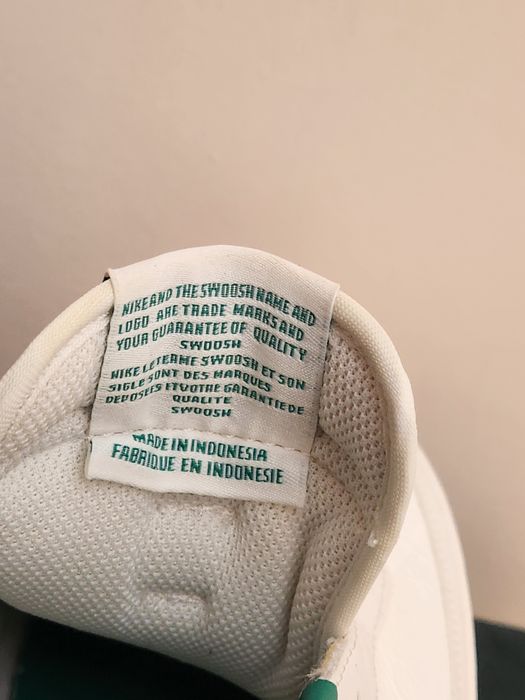 NIKE AND THE SWOOSH NAME AND
LOGO ARE TRADE MARKS AND
YOUR GUARANTEE OF QUALITY
SWOOSH
NIKE LE TERME SWOOSH ET SON
SIGLE SONT DES MARQUES
DEPOSEES ET VOTRE GARANTIE DE
QUALITE
SWOOSH
MADE IN INDONESIA
FABRIQUE EN INDONESIE